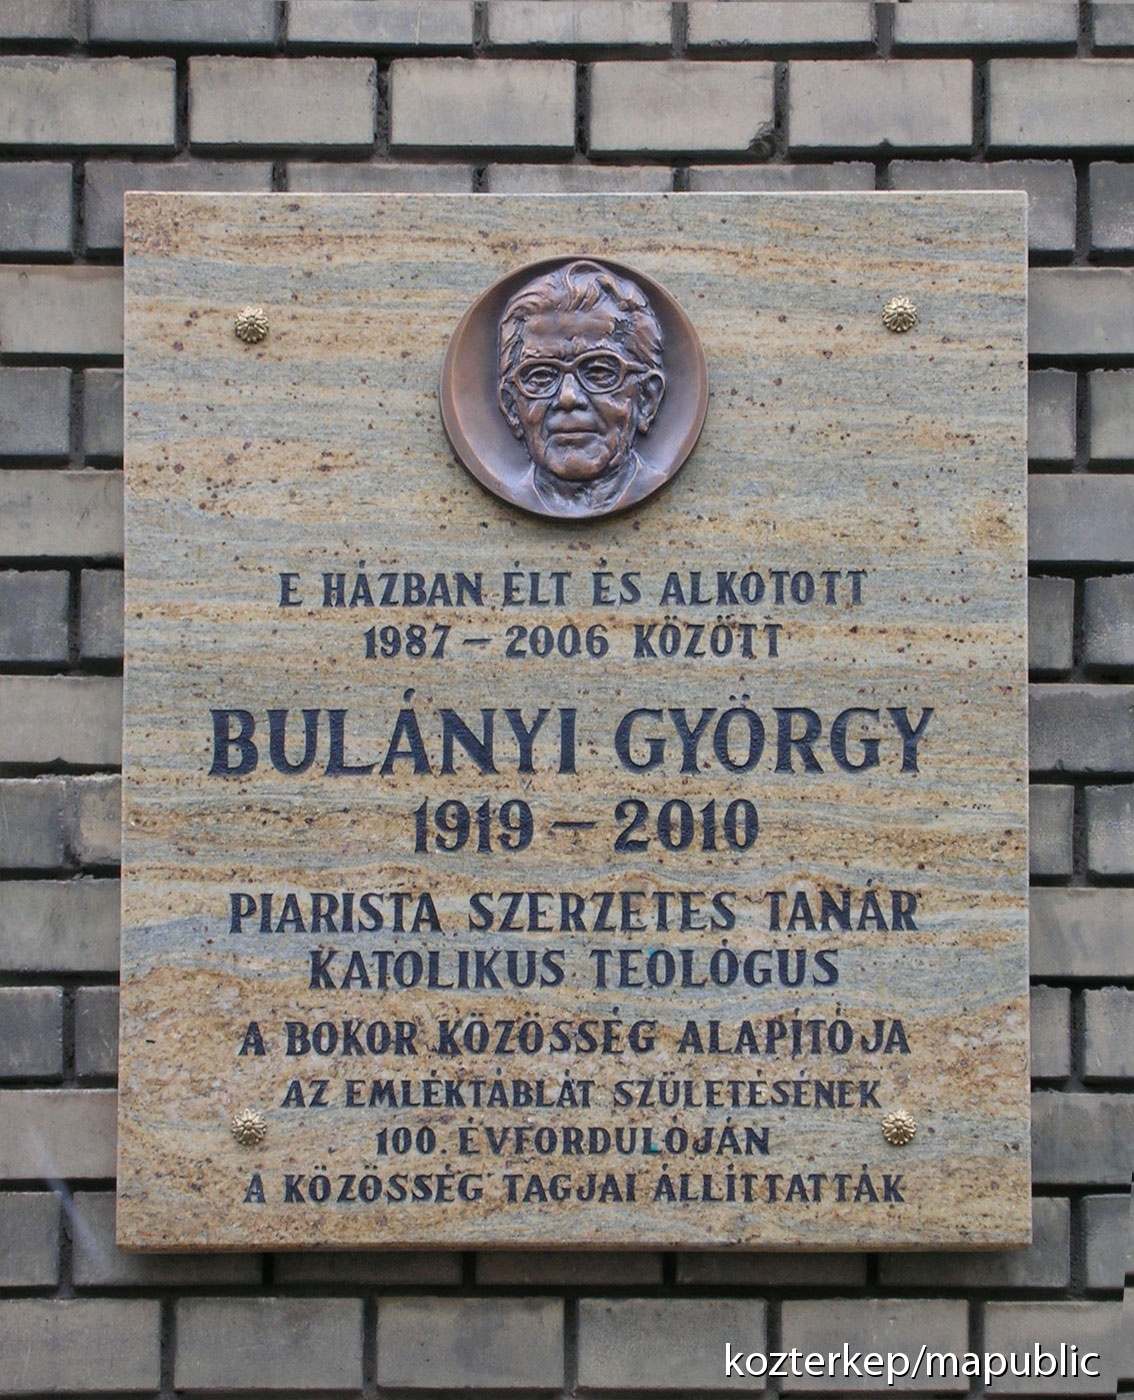 E HÁZBAN ÉLT ÉS ALKOTOTT
1987 – 2006 KÖZÖTT
BULÁNYI GYÖRGY
1919 – 2010
PIARISTA SZERZETES TANÁR
KATOLIKUS TEOLÓGUS
A BOKOR KÖZÖSSÉG ALAPÍTÓJA
AZ EMLÉKTÁBLÁT SZÜLETÉSÉNEK
100. ÉVFORDULÓJÁN
A KÖZÖSSÉG TAGJAI ÁLLÍTTATTÁK
kozterkep/mapublic